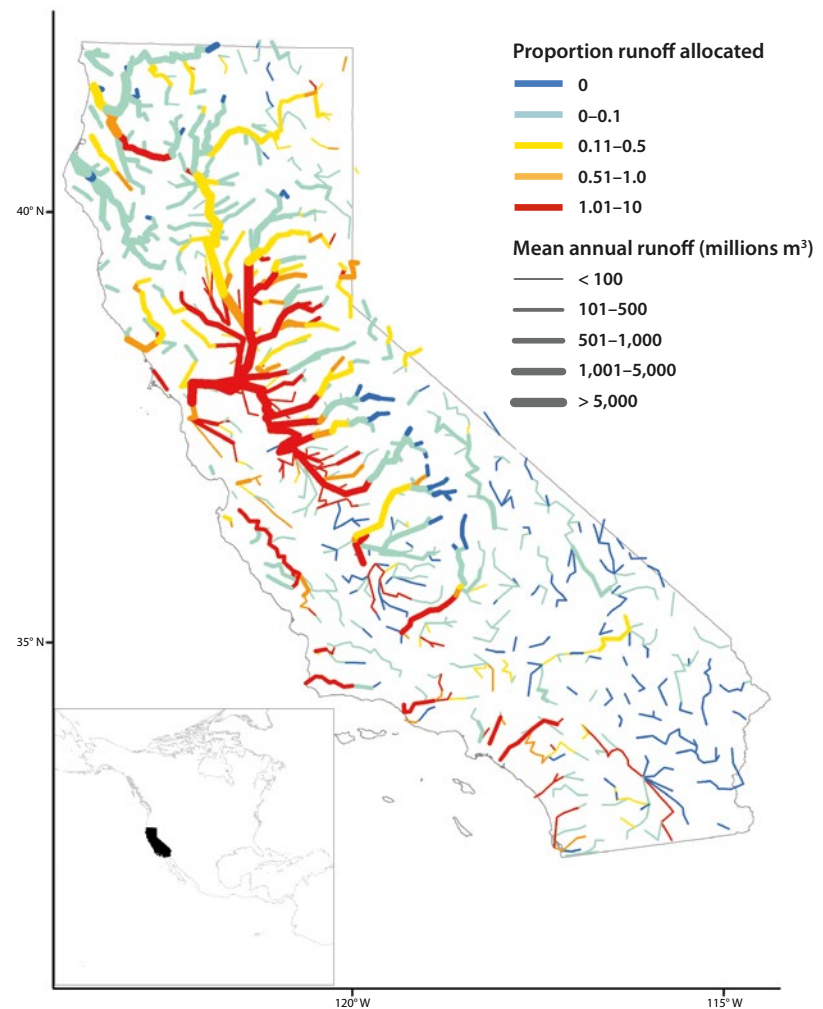 Proportion runoff allocated
0
0–0.1
0.11–0.5
0.51–1.0
1.01–10
Mean annual runoff (millions m³)
< 100
101–500
501–1,000
1,001–5,000
> 5,000
40° N
35° N
120° W
115° W